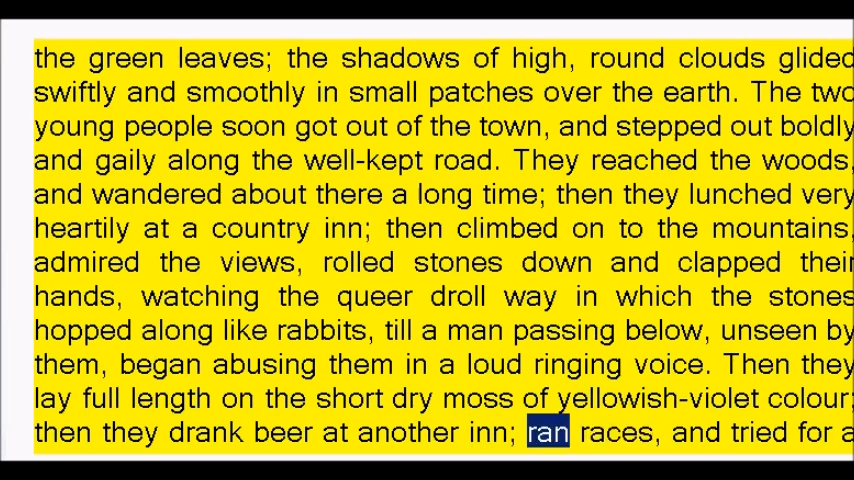 the green leaves; the shadows of high, round clouds glided
swiftly and smoothly in small patches over the earth. The two
young people soon got out of the town, and stepped out boldly
and gaily along the well-kept road. They reached the woods,
and wandered about there a long time; then they lunched very
heartily at a country inn; then climbed on to the mountains,
admired the views, rolled stones down and clapped their
hands, watching the queer droll way in which the stones
hopped along like rabbits, till a man passing below, unseen by
them, began abusing them in a loud ringing voice. Then they
lay full length on the short dry moss of yellowish-violet colour;
then they drank beer at another inn; ran races, and tried for a